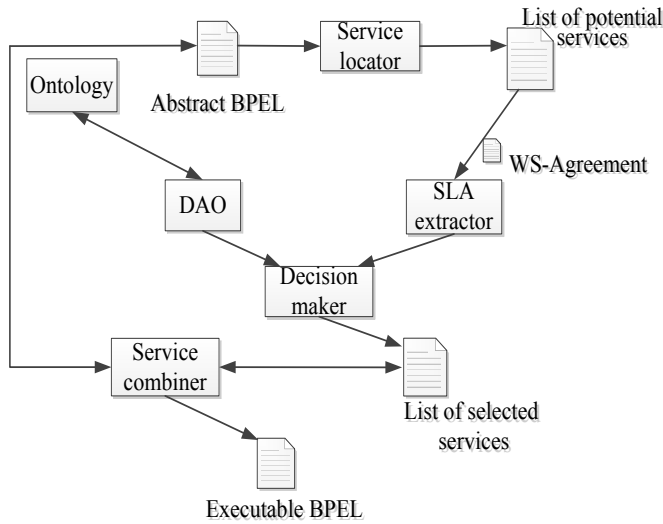 List of potential
services
Service
locator
Ontology
Abstract BPEL
WS-Agreement
DAO
SLA
extractor
Decision
maker
Service
combiner
List of selected
services
Executable BPEL